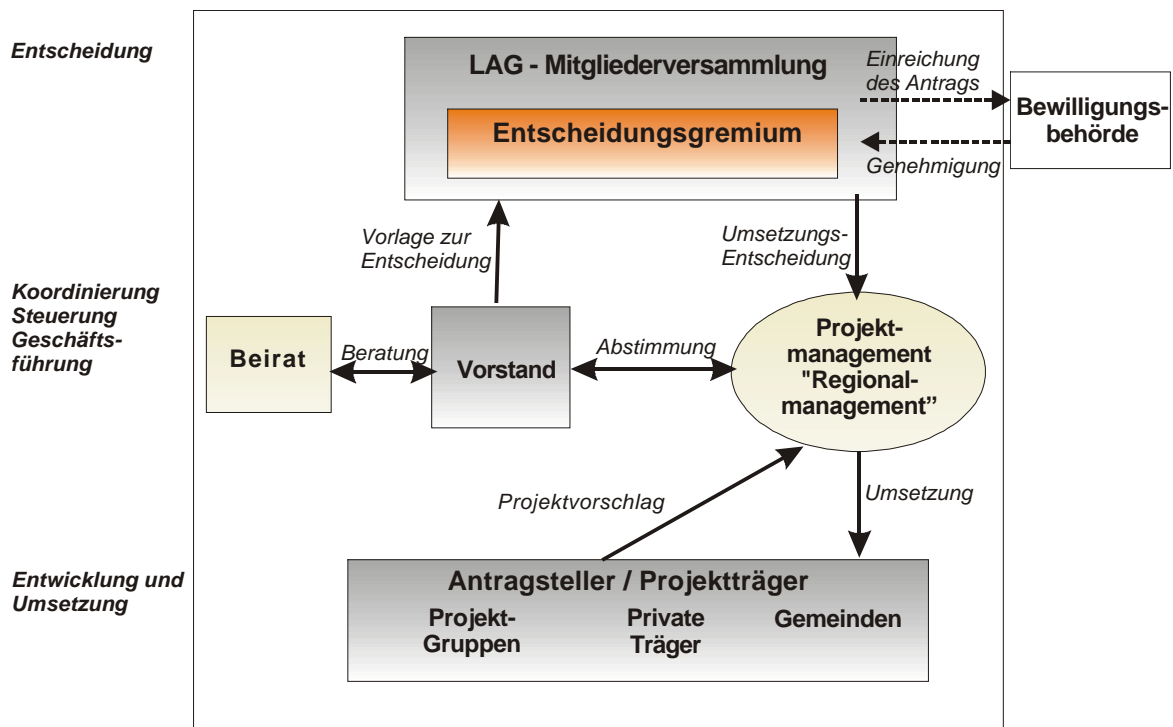 Entscheidung
LAG - Mitgliederversammlung
Entscheidungsgremium
Einreichung
des Antrags
Bewilligungs-
behörde
Genehmigung
Vorlage zur
Entscheidung
Umsetzungs-
Entscheidung
Koordinierung
Steuerung
Geschäfts-
führung
Beirat
Beratung
Vorstand
Abstimmung
Projekt-
management
"Regional-
management”
Projektvorschlag
Umsetzung
Entwicklung und
Umsetzung
Antragsteller / Projektträger
Projekt-
Gruppen
Private
Träger
Gemeinden